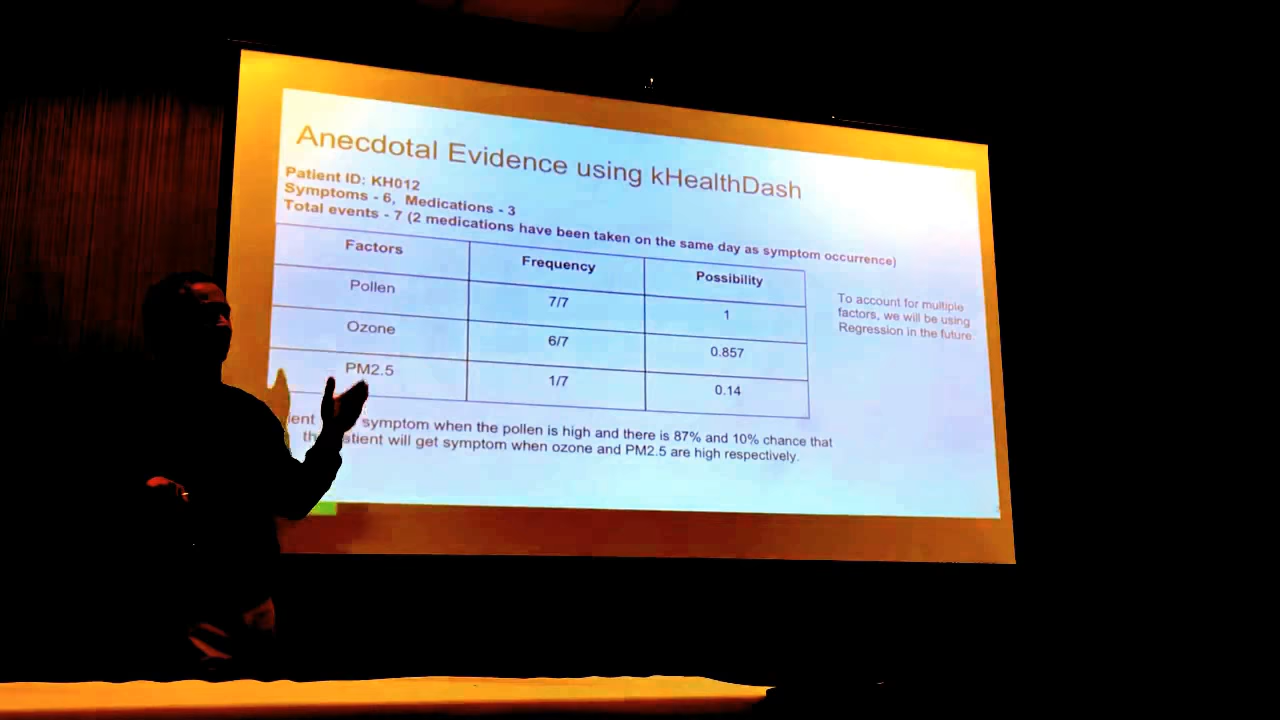 Anecdotal Evidence using kHealthDash
Patient ID: KH012
Symptoms - 6, Medications - 3
Total events - 7 (2 medications have been taken on the same day as symptom occurrence)
Factors Frequency Possibility
Pollen 7/7 1
Ozone 6/7 0.857
PM2.5 1/7 0.14
To account for multiple
factors, we will be using
Regression in the future
symptom when the pollen is high and there is 87% and 10% chance that
will get symptom when ozone and PM2.5 are high respectively.